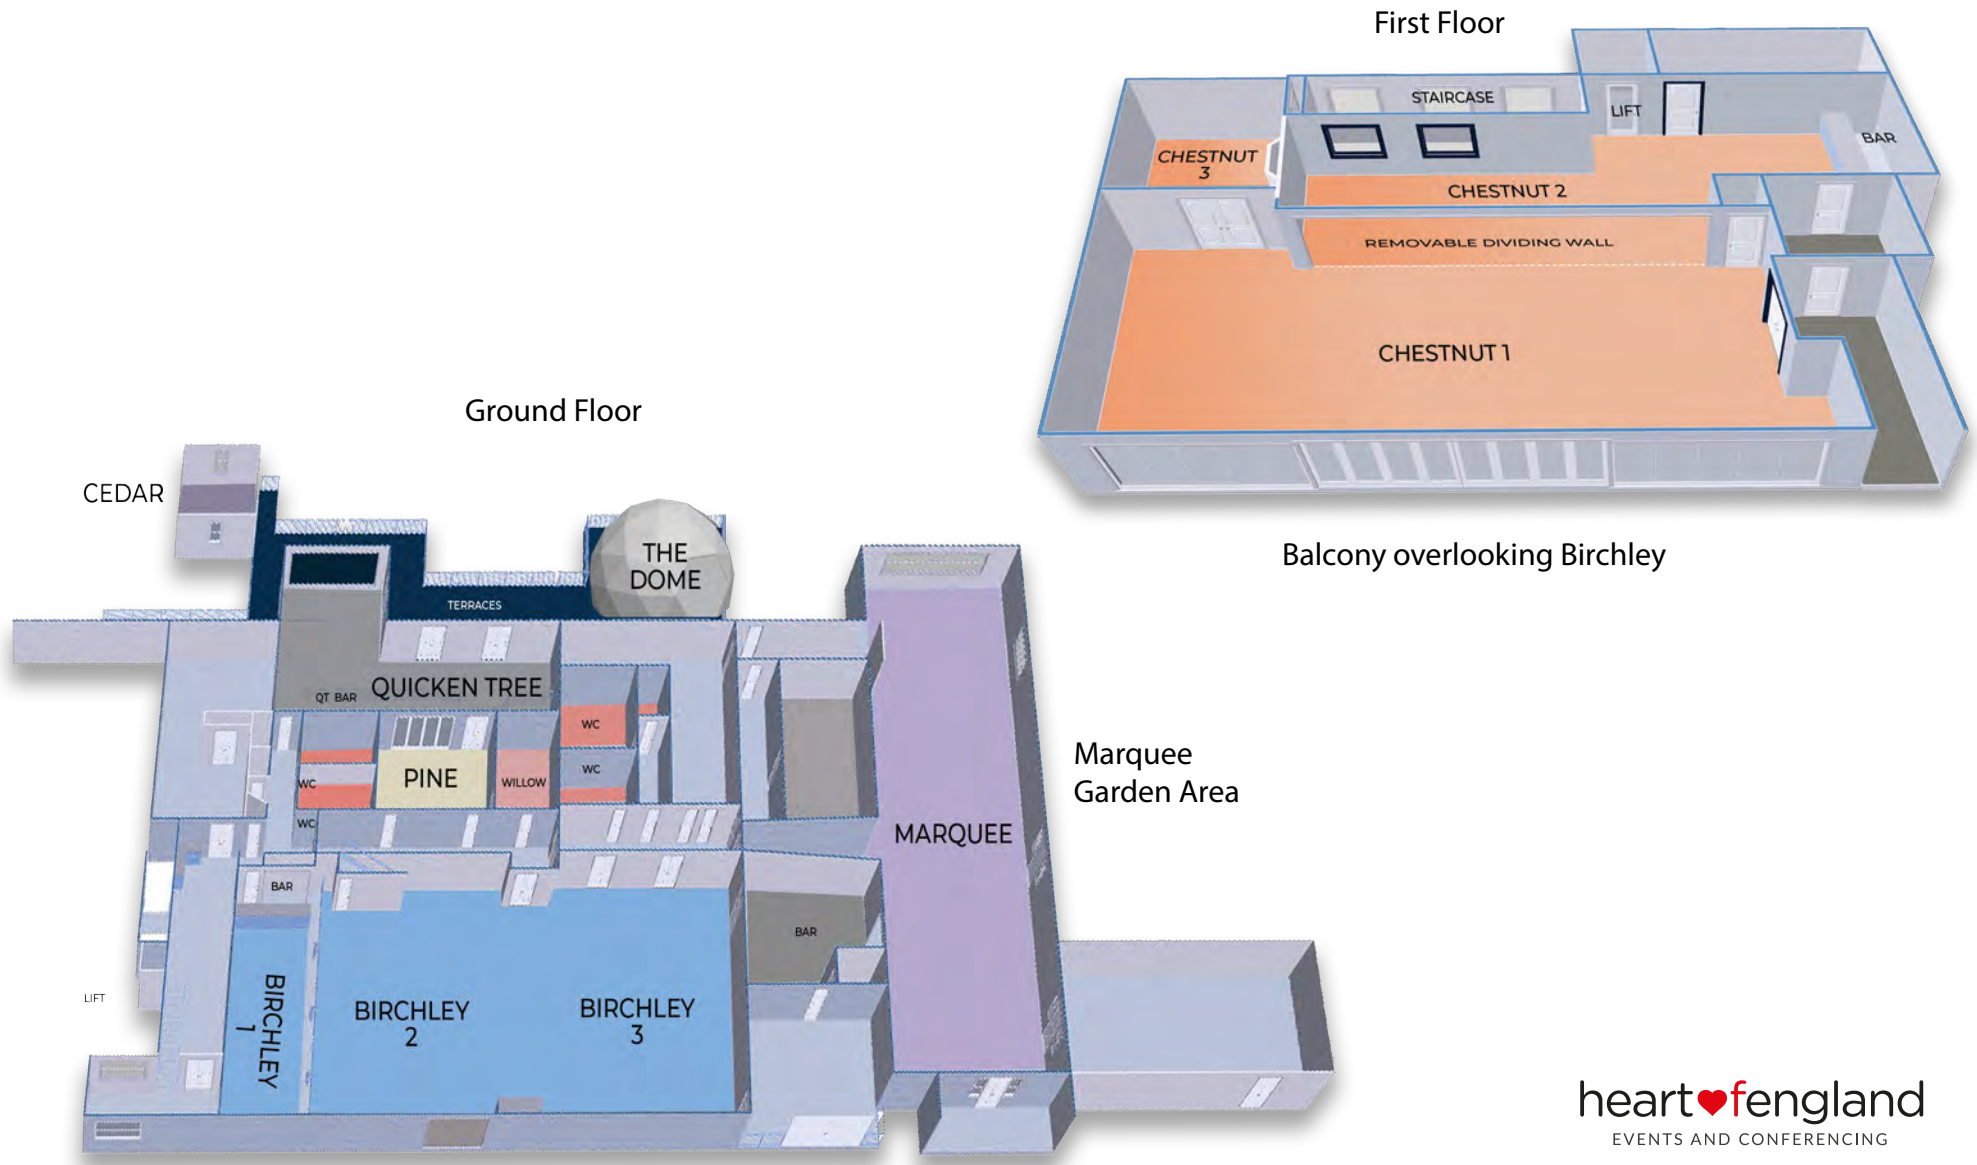 First Floor
STAIRCASE
LIFT
BAR
CHESTNUT
3
CHESTNUT 2
REMOVABLE DIVIDING WALL
CHESTNUT 1
Balcony overlooking Birchley
Ground Floor
CEDAR
THE
DOME
TERRACES
QT BAR
QUICKEN TREE
WC
WC
WC
PINE
WILLOW
WC
Marquee
Garden Area
MARQUEE
BAR
BAR
LIFT
BIRCHLEY
1
BIRCHLEY
2
BIRCHLEY
3
heart♥fengland
EVENTS AND CONFERENCING